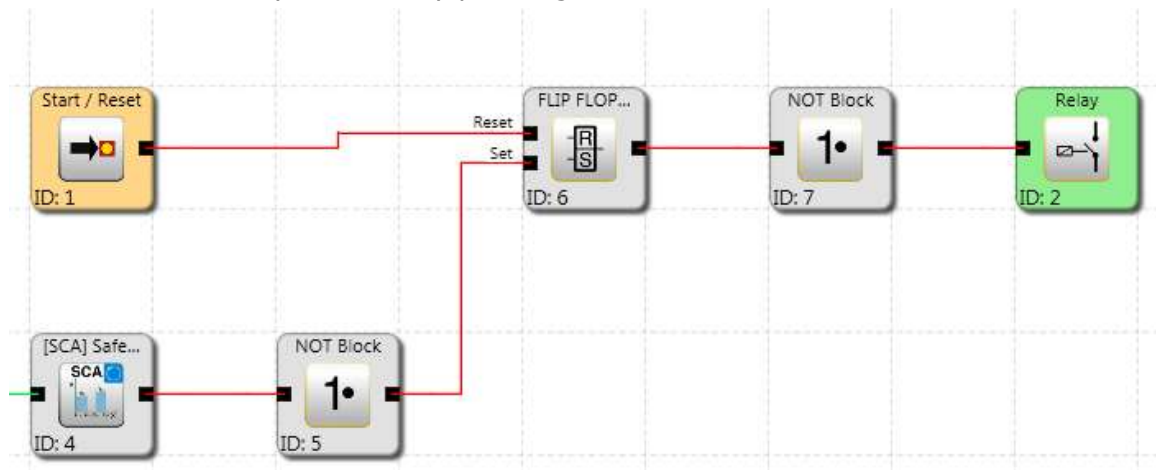 Start / Reset
ID: 1
Reset
Set
FLIP FLOP...
R
S
ID: 6
NOT Block
1•
ID: 7
Relay
ID: 2
[SCA] Safe...
SCA
ID: 4
NOT Block
1•
ID: 5